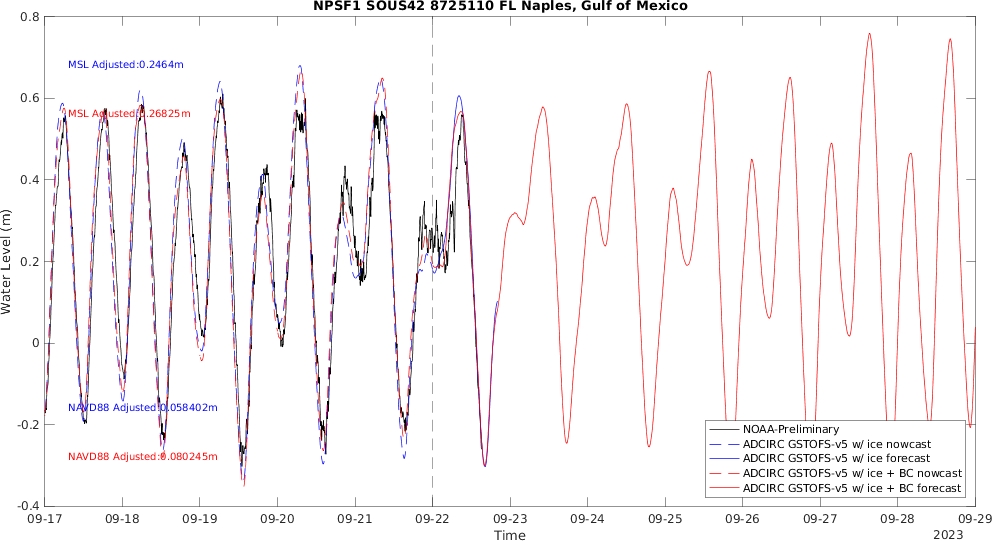 NPSF1 SOUS42 8725110 FL Naples, Gulf of Mexico
0.8
0.6
0.4
0.2
0
-0.2
-0.4
Water Level (m)
MSL Adjusted:0.2464m
MSL Adjusted:0.26825m
NAVD88 Adjusted:0.058402m
NAVD88 Adjusted:0.080245m
NOAA-Preliminary
ADCIRC GSTOFS-v5 w/ ice nowcast
ADCIRC GSTOFS-v5 w/ ice forecast
ADCIRC GSTOFS-v5 w/ ice + BC nowcast
ADCIRC GSTOFS-v5 w/ ice + BC forecast
09-17 09-18 09-19 09-20 09-21 09-22 09-23 09-24 09-25 09-26 09-27 09-28 09-29
Time
2023